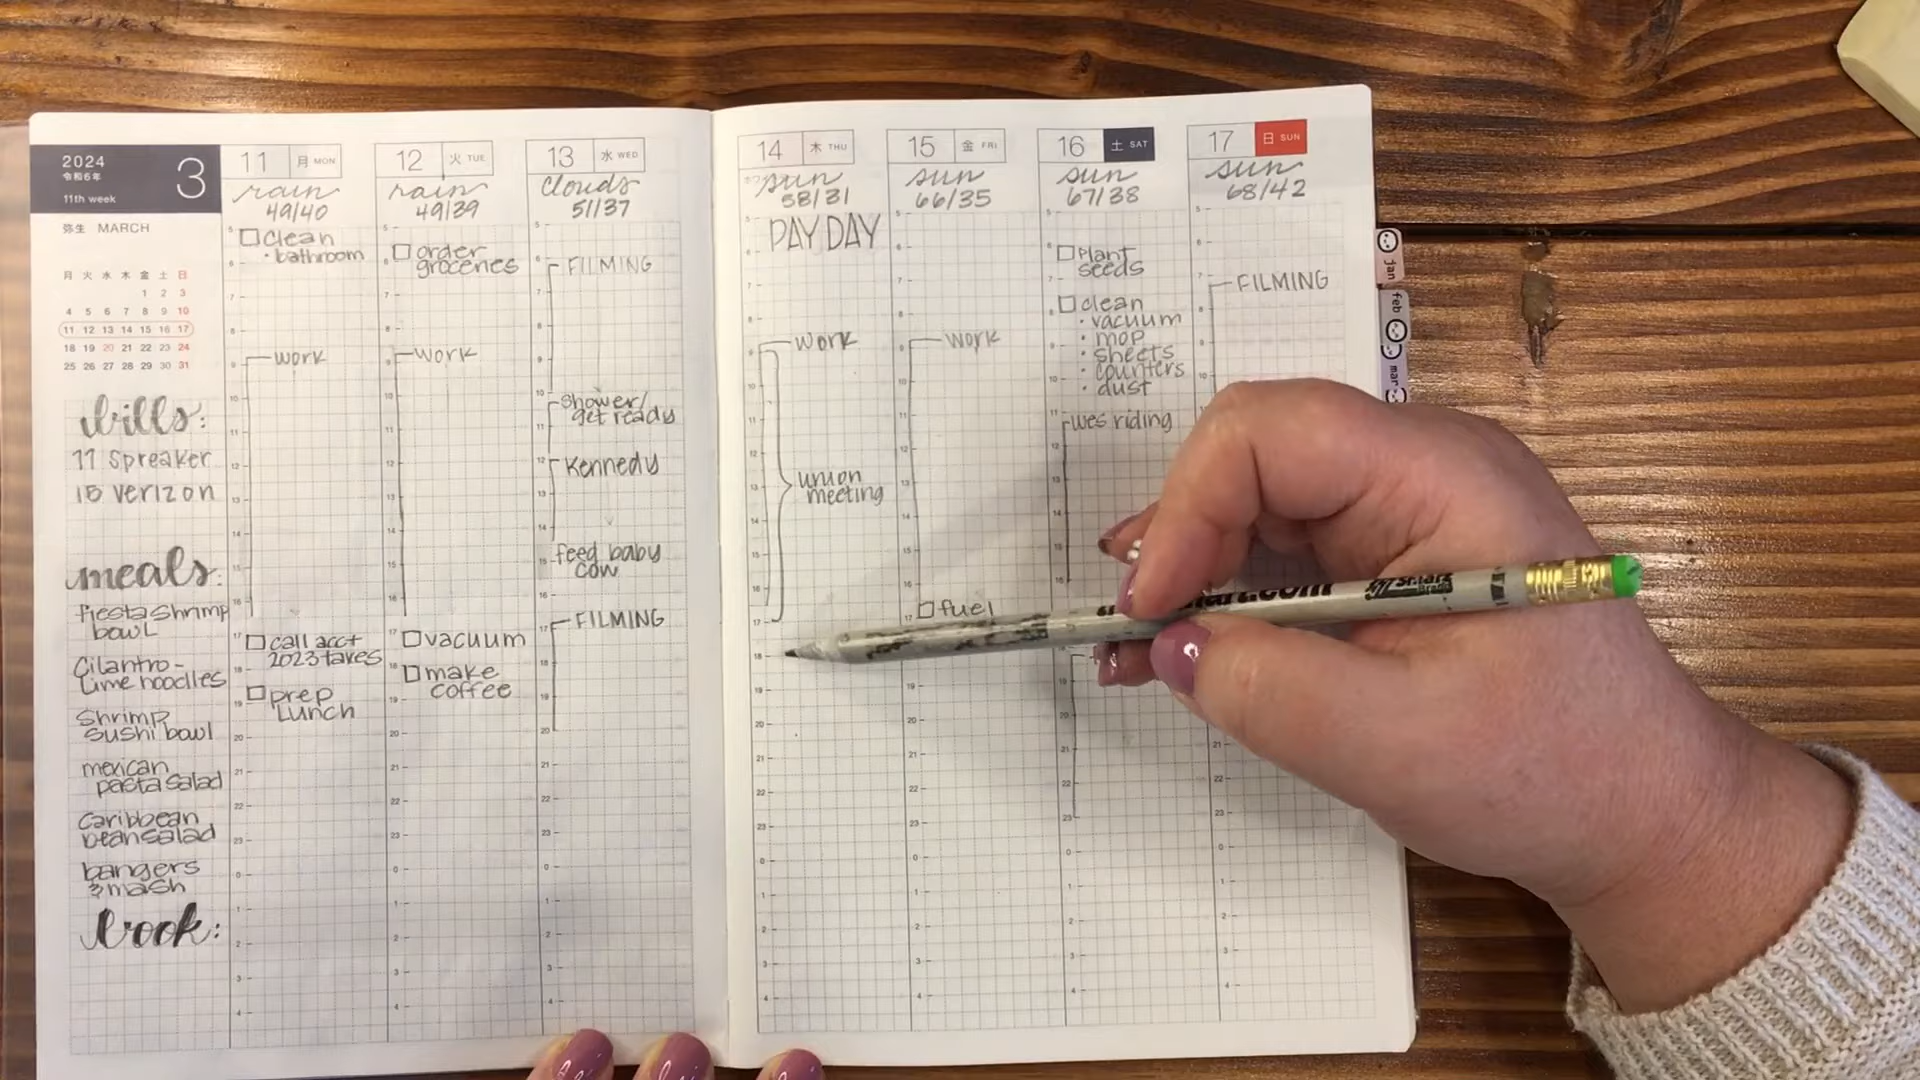 2024
令和6年
3
11th week
弥生 MARCH
月 火 水 木 金 土 日
1 2 3
4 5 6 7 8 9 10
11 12 13 14 15 16 17
18 19 20 21 22 23 24
25 26 27 28 29 30 31
bills:
11 Spreaker
15 verizon
meals:
fiesta shrimp
bowl
Cilantro-
Lime noodles
Shrimp
Sushi bowl
mexican
pasta salad
caribbean
bean salad
bangers
& mash
book:
11 月 MON
rain
49/40
clean
• bathroom
work
call acct
2023 taxes
prep
Lunch
12 火 TUE
rain
49/39
order
groceries
work
vacuum
make
coffee
13 水 WED
clouds
51/37
FILMING
shower/
get ready
Kennedy
feed baby
cow
FILMING
14 木 THU
sun
58/31
PAY DAY
work
union
meeting
15 金 FRI
sun
66/35
work
fuel
16 土 SAT
sun
67/38
Plant
seeds
clean
• vacuum
• mop
• sheets
• counters
• dust
wes riding
17 日 SUN
sun
68/42
FILMING
jan
feb
mar